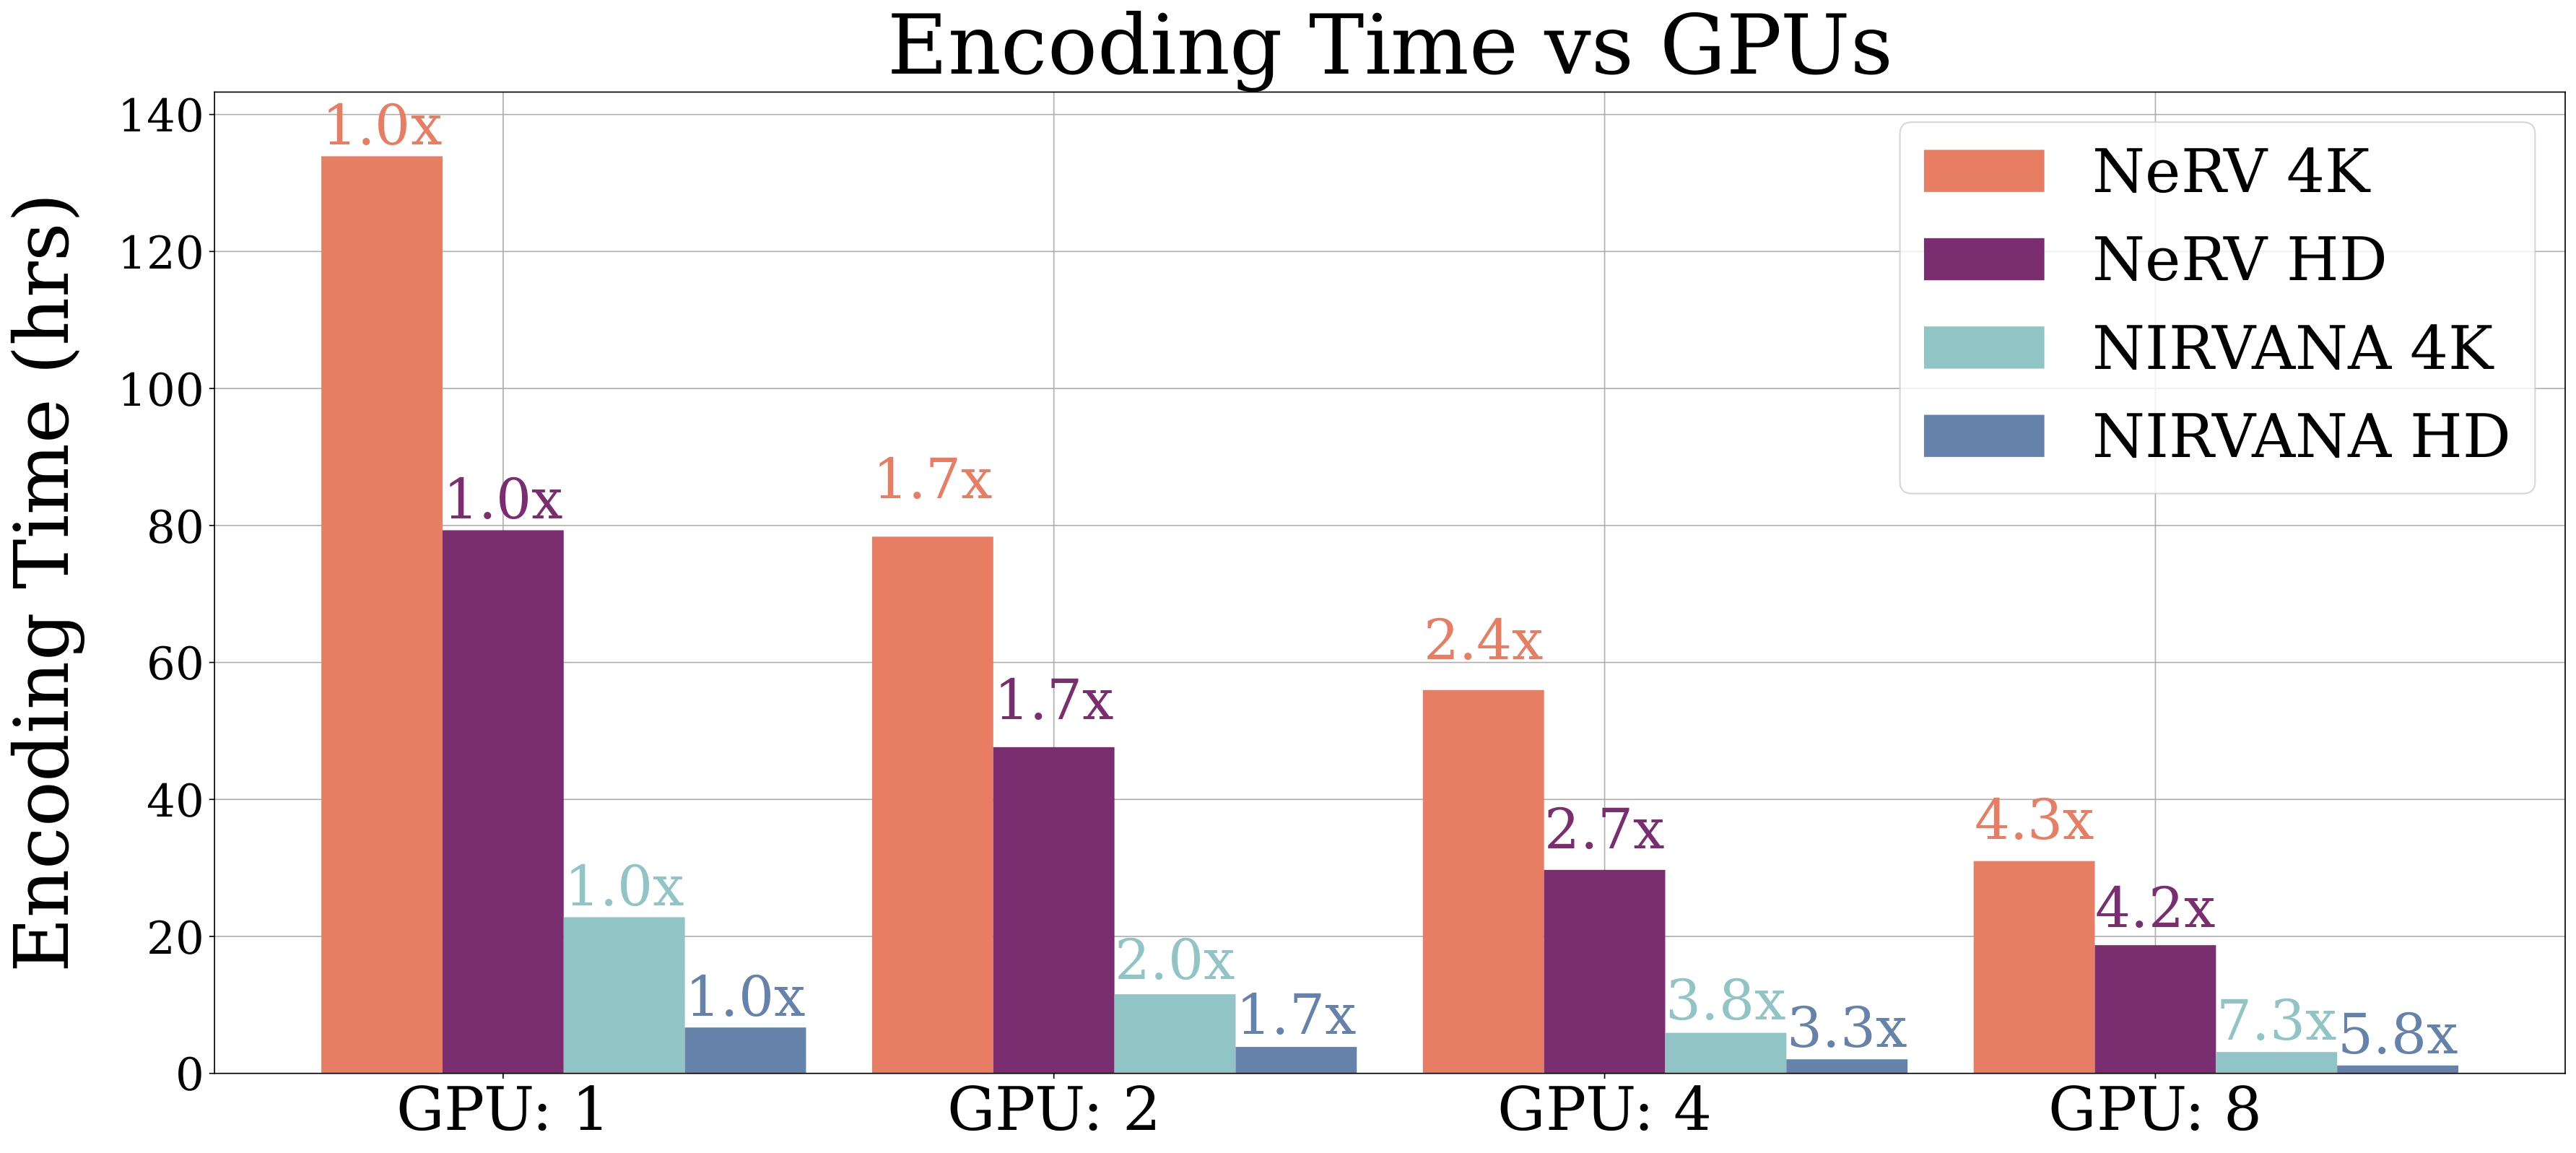 Encoding Time vs GPUs
Encoding Time (hrs)
140
120
100
80
60
40
20
0
1.0x
1.0x
1.0x
1.0x
1.7x
1.7x
2.0x
1.7x
2.4x
2.7x
3.8x
3.3x
4.3x
4.2x
7.3x
5.8x
NeRV 4K
NeRV HD
NIRVANA 4K
NIRVANA HD
GPU: 1
GPU: 2
GPU: 4
GPU: 8